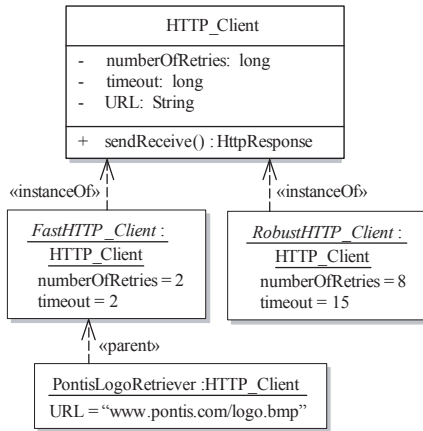 HTTP_Client
- numberOfRetries: long
- timeout: long
- URL: String
+ sendReceive() : HttpResponse
«instanceOf»
«instanceOf»
FastHTTP_Client :
HTTP_Client
numberOfRetries = 2
timeout = 2
RobustHTTP_Client :
HTTP_Client
numberOfRetries = 8
timeout = 15
«parent»
PontisLogoRetriever :HTTP_Client
URL = “www.pontis.com/logo.bmp”